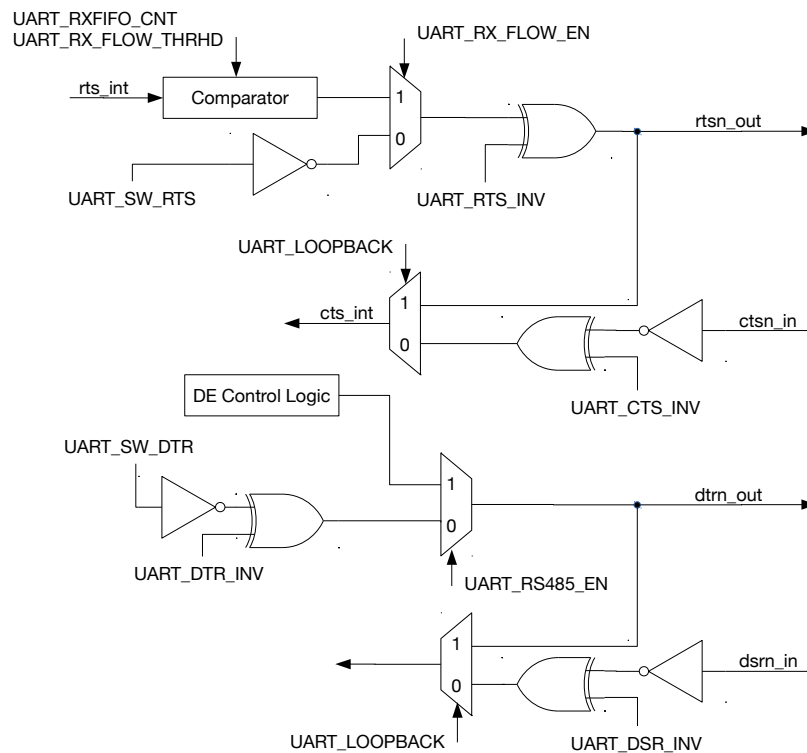 UART_RXFIFO_CNT
UART_RX_FLOW_THRHD
UART_RX_FLOW_EN
rts_int
Comparator
1
0
rtsn_out
UART_SW_RTS
UART_RTS_INV
UART_LOOPBACK
1
cts_int
0
ctsn_in
DE Control Logic
UART_CTS_INV
UART_SW_DTR
1
dtrn_out
0
UART_DTR_INV
UART_RS485_EN
1
dsrn_in
0
UART_LOOPBACK
UART_DSR_INV